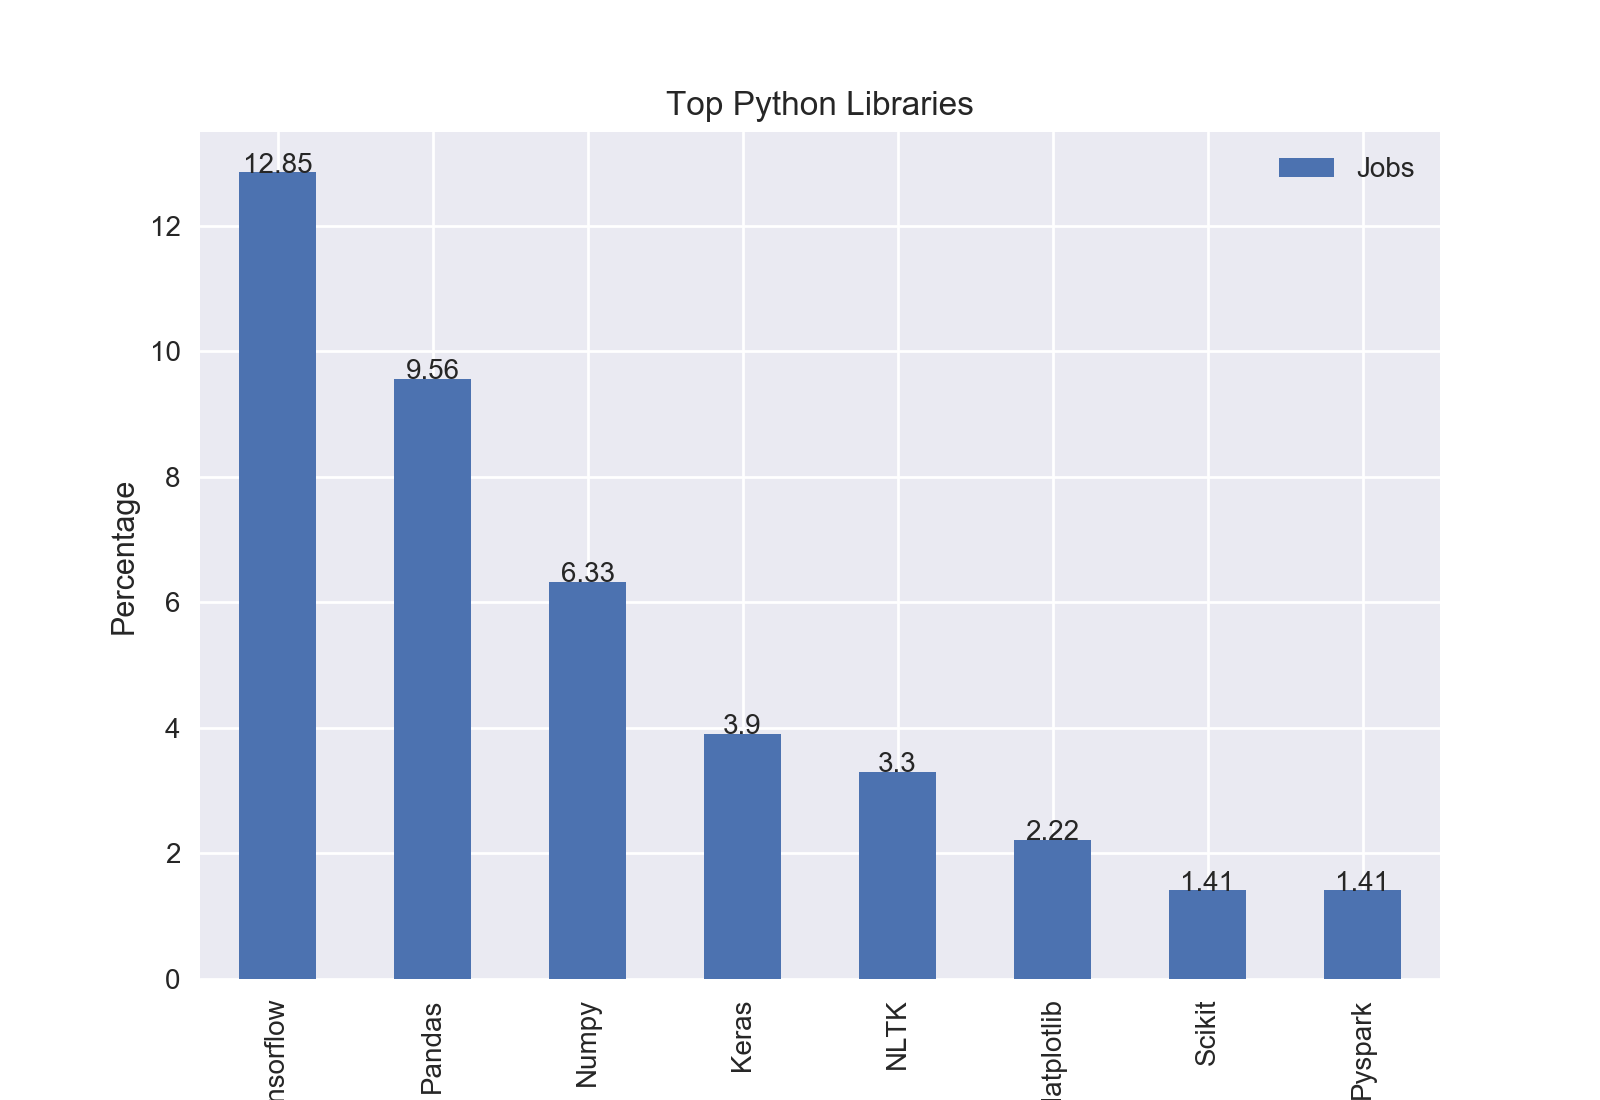 Top Python Libraries
Jobs
Percentage
12
10
8
6
4
2
0
12.85
9.56
6.33
3.9
3.3
2.22
1.41
1.41
nsorflow
Pandas
Numpy
Keras
NLTK
latplotlib
Scikit
Pyspark